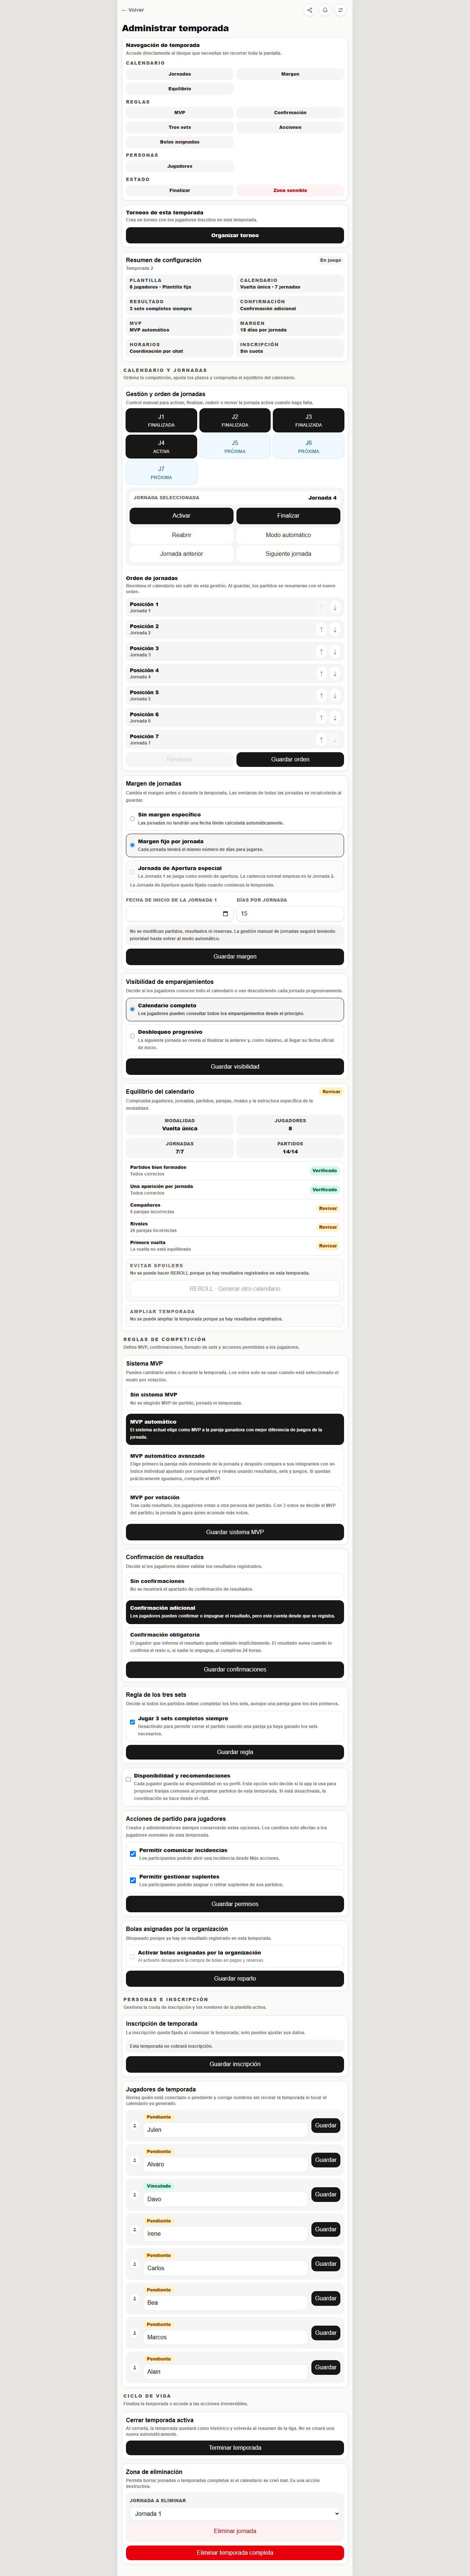 ← Volver
Administrar temporada
Navegación de temporada
Accede directamente al bloque que necesitas sin recorrer toda la pantalla.
CALENDARIO
Jornadas
Margen
Equilibrio
REGLAS
MVP
Confirmación
Tres sets
Acciones
Bolas asignadas
PERSONAS
Jugadores
ESTADO
Finalizar
Zona sensible
Torneos de esta temporada
Crea un torneo con los jugadores inscritos en esta temporada.
Organizar torneo
Resumen de configuración
En juego
Temporada 2
PLANTILLA
8 jugadores · Plantilla fija
CALENDARIO
Vuelta única · 7 jornadas
RESULTADO
3 sets completos siempre
CONFIRMACIÓN
Confirmación adicional
MVP
MVP automático
MARGEN
15 días por jornada
HORARIOS
Coordinación por chat
INSCRIPCIÓN
Sin cuota
CALENDARIO Y JORNADAS
Ordena la competición, ajusta los plazos y comprueba el equilibrio del calendario.
Gestión y orden de jornadas
Control manual para activar, finalizar, reabrir o mover la jornada activa cuando haga falta.
J1
FINALIZADA
J2
FINALIZADA
J3
FINALIZADA
J4
ACTIVA
J5
PRÓXIMA
J6
PRÓXIMA
J7
PRÓXIMA
JORNADA SELECCIONADA
Jornada 4
Activar
Finalizar
Reabrir
Modo automático
Jornada anterior
Siguiente jornada
Orden de jornadas
Reordena el calendario sin salir de esta gestión. Al guardar, los partidos se renumeran con el nuevo
orden.
Posición 1
Jornada 1
↑ ↓
Posición 2
Jornada 2
↑ ↓
Posición 3
Jornada 3
↑ ↓
Posición 4
Jornada 4
↑ ↓
Posición 5
Jornada 5
↑ ↓
Posición 6
Jornada 6
↑ ↓
Posición 7
Jornada 7
↑ ↓
Restaurar
Guardar orden
Margen de jornadas
Cambia el margen antes o durante la temporada. Las ventanas de todas las jornadas se recalcularán al
guardar.
Sin margen específico
Las jornadas no tendrán una fecha límite calculada automáticamente.
Margen fijo por jornada
Cada jornada tendrá el mismo número de días para jugarse.
Jornada de Apertura especial
La Jornada 1 se juega como evento de apertura. La cadencia normal empieza en la Jornada 2.
La Jornada de Apertura queda fijada cuando comienza la temporada.
FECHA DE INICIO DE LA JORNADA 1
DÍAS POR JORNADA
15
No se modifican partidos, resultados ni reservas. La gestión manual de jornadas seguirá teniendo
prioridad hasta volver al modo automático.
Guardar margen
Visibilidad de emparejamientos
Decide si los jugadores conocen todo el calendario o van descubriendo cada jornada progresivamente.
Calendario completo
Los jugadores pueden consultar todos los emparejamientos desde el principio.
Desbloqueo progresivo
La siguiente jornada se revela al finalizar la anterior y, como máximo, al llegar su fecha oficial
de inicio.
Guardar visibilidad
Equilibrio del calendario
Revisar
Comprueba jugadores, jornadas, partidos, parejas, rivales y la estructura específica de la
modalidad.
MODALIDAD
Vuelta única
JUGADORES
8
JORNADAS
7/7
PARTIDOS
14/14
Partidos bien formados
Todos correctos
Verificado
Una aparición por jornada
Todos correctos
Verificado
Compañeros
8 parejas incorrectas
Revisar
Rivales
24 parejas incorrectas
Revisar
Primera vuelta
La vuelta no está equilibrada
Revisar
EVITAR SPOILERS
No se puede hacer REROLL porque ya hay resultados registrados en esta temporada.
REROLL · Generar otro calendario
AMPLIAR TEMPORADA
No se puede ampliar la temporada porque ya hay resultados registrados.
REGLAS DE COMPETICIÓN
Define MVP, confirmaciones, formato de sets y acciones permitidas a los jugadores.
Sistema MVP
Puedes cambiarlo antes o durante la temporada. Los votos solo se usan cuando está seleccionado el
modo por votación.
Sin sistema MVP
No se elegirán MVP de partido, jornada ni temporada.
MVP automático
El sistema actual elige como MVP a la pareja ganadora con mejor diferencia de juegos de la
jornada.
MVP automático avanzado
Elige primero la pareja más dominante de la jornada y después compara a sus integrantes con un
índice individual ajustado por compañero y rivales usando resultados, sets y juegos. Si quedan
prácticamente igualados, comparte el MVP.
MVP por votación
Tras cada resultado, los jugadores votan a otra persona del partido. Con 3 votos se decide el MVP
del partido; la jornada la gana quien acumule más votos.
Guardar sistema MVP
Confirmación de resultados
Decide si los jugadores deben validar los resultados registrados.
Sin confirmaciones
No se mostrará el apartado de confirmación de resultados.
Confirmación adicional
Los jugadores pueden confirmar o impugnar el resultado, pero este cuenta desde que se registra.
Confirmación obligatoria
El jugador que informa el resultado queda validado implícitamente. El resultado suma cuando lo
confirma el resto o, si nadie lo impugna, al cumplirse 24 horas.
Guardar confirmaciones
Regla de los tres sets
Decide si todos los partidos deben completar los tres sets, aunque una pareja gane los dos primeros.
Jugar 3 sets completos siempre
Desactívalo para permitir cerrar el partido cuando una pareja ya haya ganado los sets
necesarios.
Guardar regla
Disponibilidad y recomendaciones
Cada jugador guarda su disponibilidad en su perfil. Esta opción solo decide si la app la usa para
proponer franjas comunes al programar partidos de esta temporada. Si está desactivada, la
coordinación se hace desde el chat.
Acciones de partido para jugadores
Creator y administradores siempre conservarán estas opciones. Los cambios solo afectan a los
jugadores normales de esta temporada.
Permitir comunicar incidencias
Los participantes podrán abrir una incidencia desde Más acciones.
Permitir gestionar suplentes
Los participantes podrán asignar o retirar suplentes de sus partidos.
Guardar permisos
Bolas asignadas por la organización
Bloqueado porque ya hay un resultado registrado en esta temporada.
Activar bolas asignadas por la organización
Al activarlo desaparece la compra de bolas en pagos y reservas.
Guardar reparto
PERSONAS E INSCRIPCIÓN
Gestiona la cuota de inscripción y los nombres de la plantilla activa.
Inscripción de temporada
La inscripción queda fijada al comenzar la temporada; solo puedes ajustar sus datos.
Esta temporada no cobrará inscripción.
Guardar inscripción
Jugadores de temporada
Revisa quién está conectado o pendiente y corrige nombres sin recrear la temporada ni tocar el
calendario ya generado.
Pendiente
Julen
Guardar
Pendiente
Alvaro
Guardar
Vinculado
Davo
Guardar
Pendiente
Irene
Guardar
Pendiente
Carlos
Guardar
Pendiente
Bea
Guardar
Pendiente
Marcos
Guardar
Pendiente
Alain
Guardar
CICLO DE VIDA
Finaliza la temporada o accede a las acciones irreversibles.
Cerrar temporada activa
Al cerrarla, la temporada quedará como histórico y volverás al resumen de la liga. No se creará una
nueva automáticamente.
Terminar temporada
Zona de eliminación
Permite borrar jornadas o temporadas completas si el calendario se creó mal. Es una acción
destructiva.
JORNADA A ELIMINAR
Jornada 1
Eliminar jornada
Eliminar temporada completa